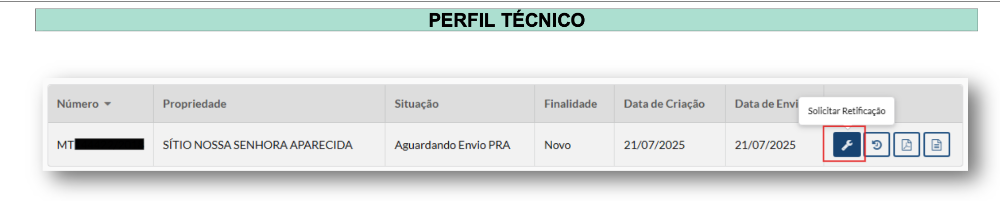 PERFIL TÉCNICO
Número Propriedade Situação Finalidade Data de Criação Data de Envi
Solicitar Retificação
MT SÍTIO NOSSA SENHORA APARECIDA Aguardando Envio PRA Novo 21/07/2025 21/07/2025